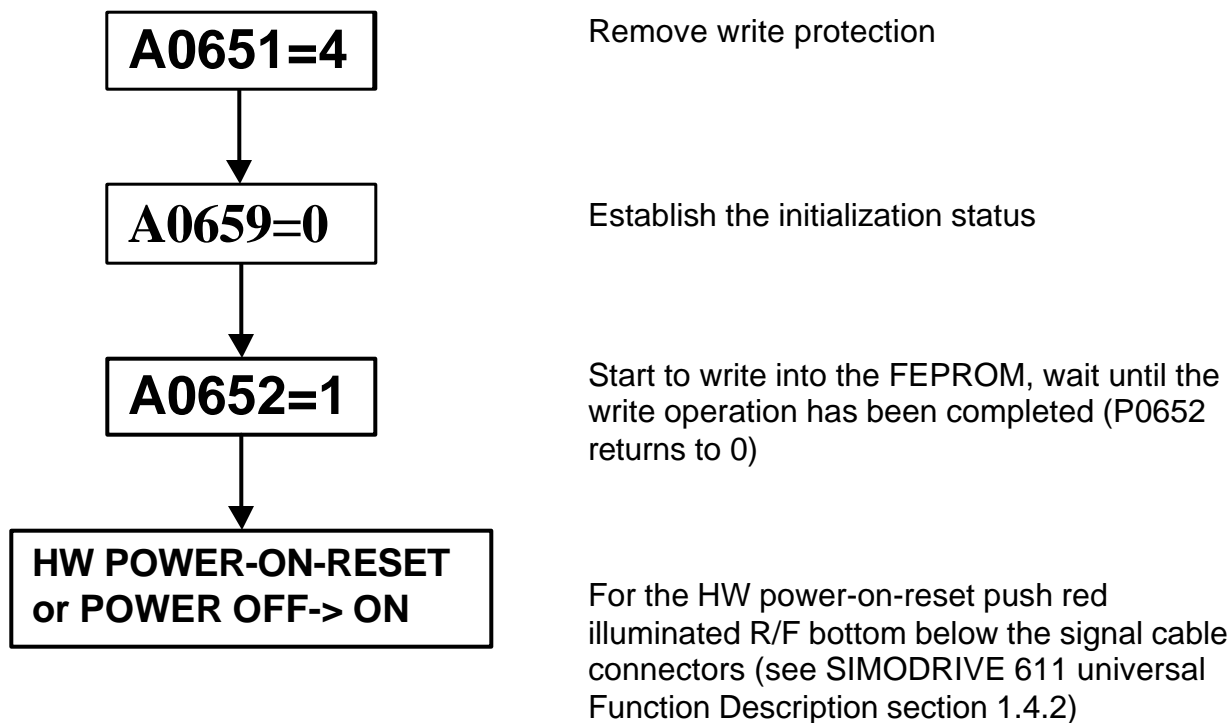 A0651=4
Remove write protection
A0659=0
Establish the initialization status
A0652=1
Start to write into the FEPROM, wait until the
write operation has been completed (P0652
returns to 0)
HW POWER-ON-RESET
or POWER OFF-> ON
For the HW power-on-reset push red
illuminated R/F bottom below the signal cable
connectors (see SIMODRIVE 611 universal
Function Description section 1.4.2)